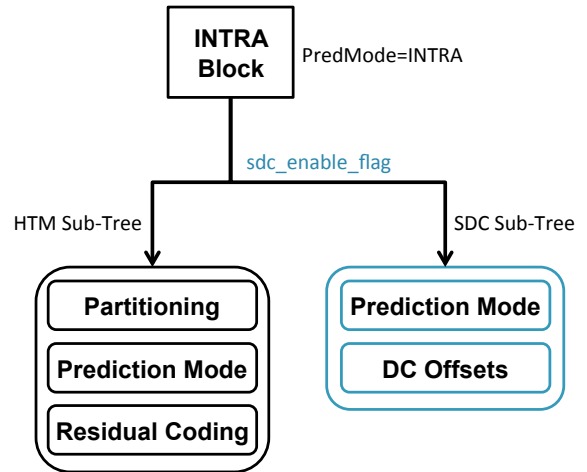 INTRA
Block
PredMode=INTRA
sdc_enable_flag
HTM Sub-Tree
SDC Sub-Tree
Partitioning
Prediction Mode
Residual Coding
Prediction Mode
DC Offsets